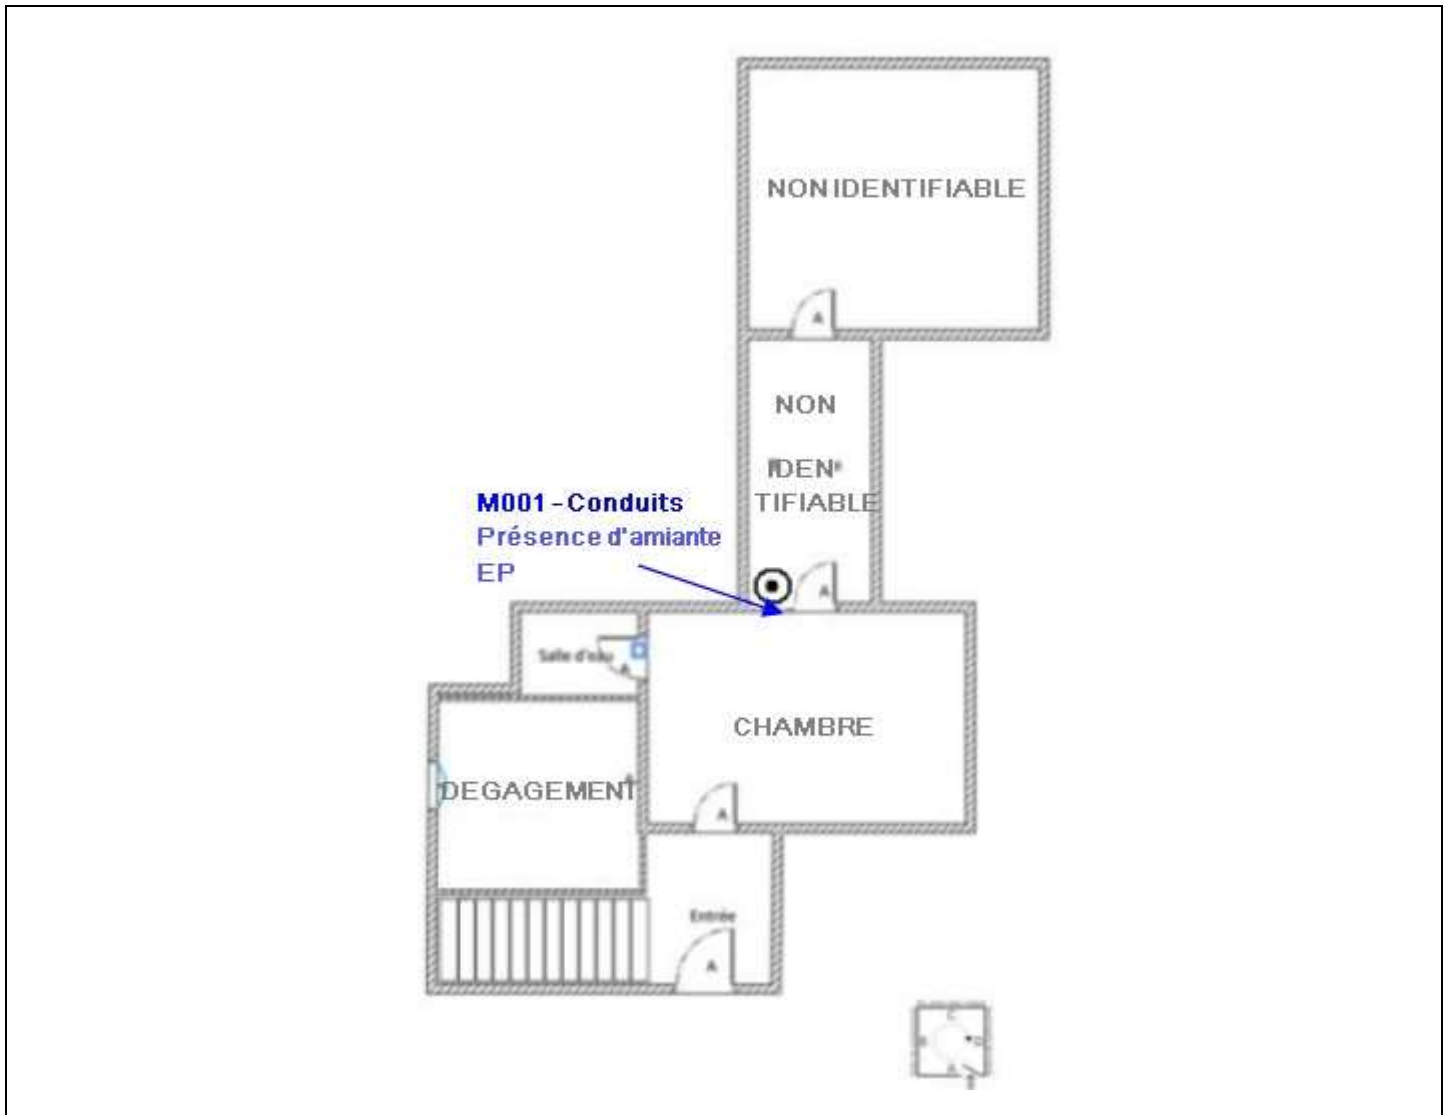 NON IDENTIFIABLE
A
NON
IDEN
TIFIABLE
M001 - Conduits
Présence d'amiante
EP
A
Salle d'eau
A
CHAMBRE
DEGAGEMENT
A
Entrée
A
C
B
D
A